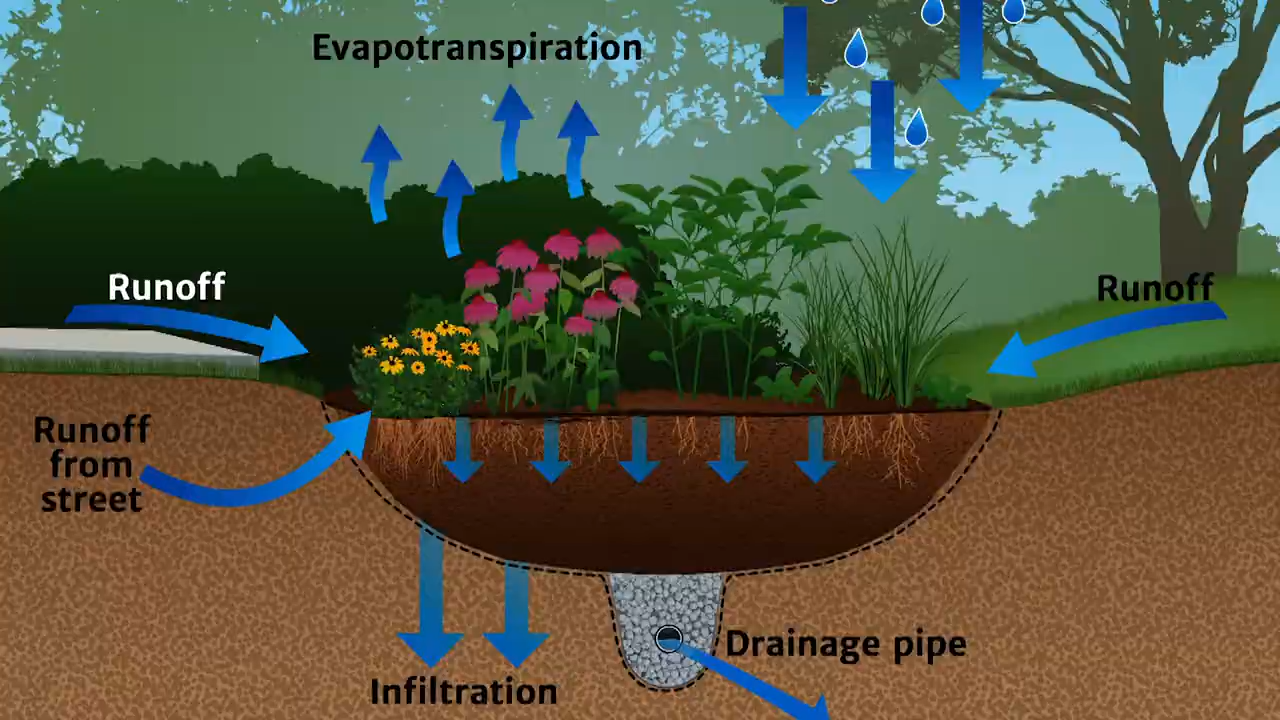 Evapotranspiration
Runoff
Runoff
Runoff
from
street
Drainage pipe
Infiltration